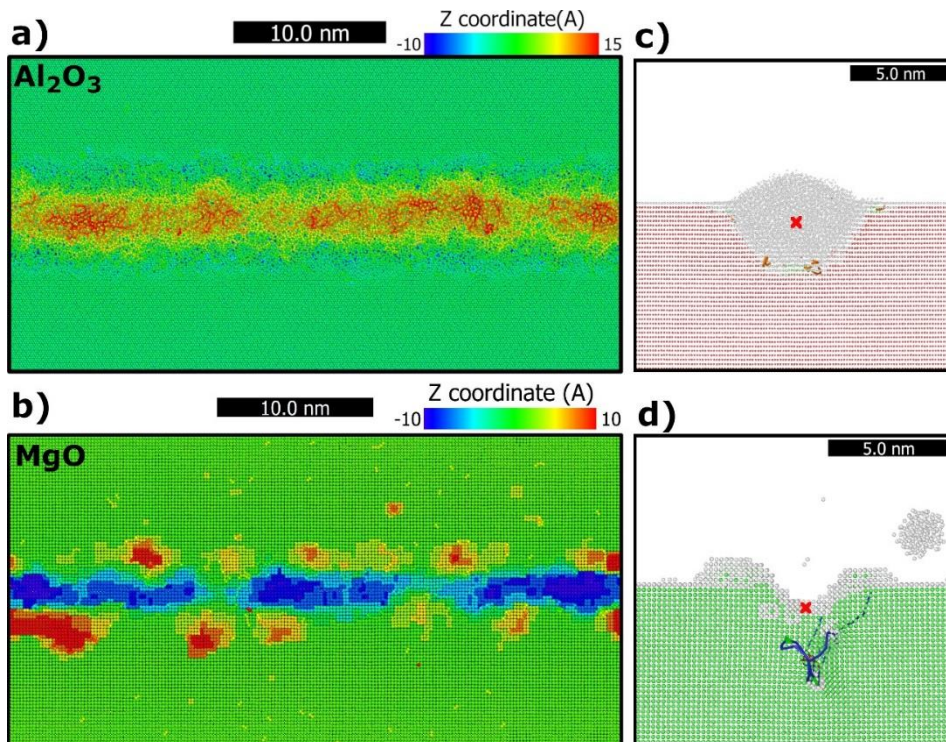 a)
10.0 nm
Z coordinate(A)
-10
15
Al₂O₃
c)
5.0 nm
b)
10.0 nm
Z coordinate (A)
-10
10
MgO
d)
5.0 nm